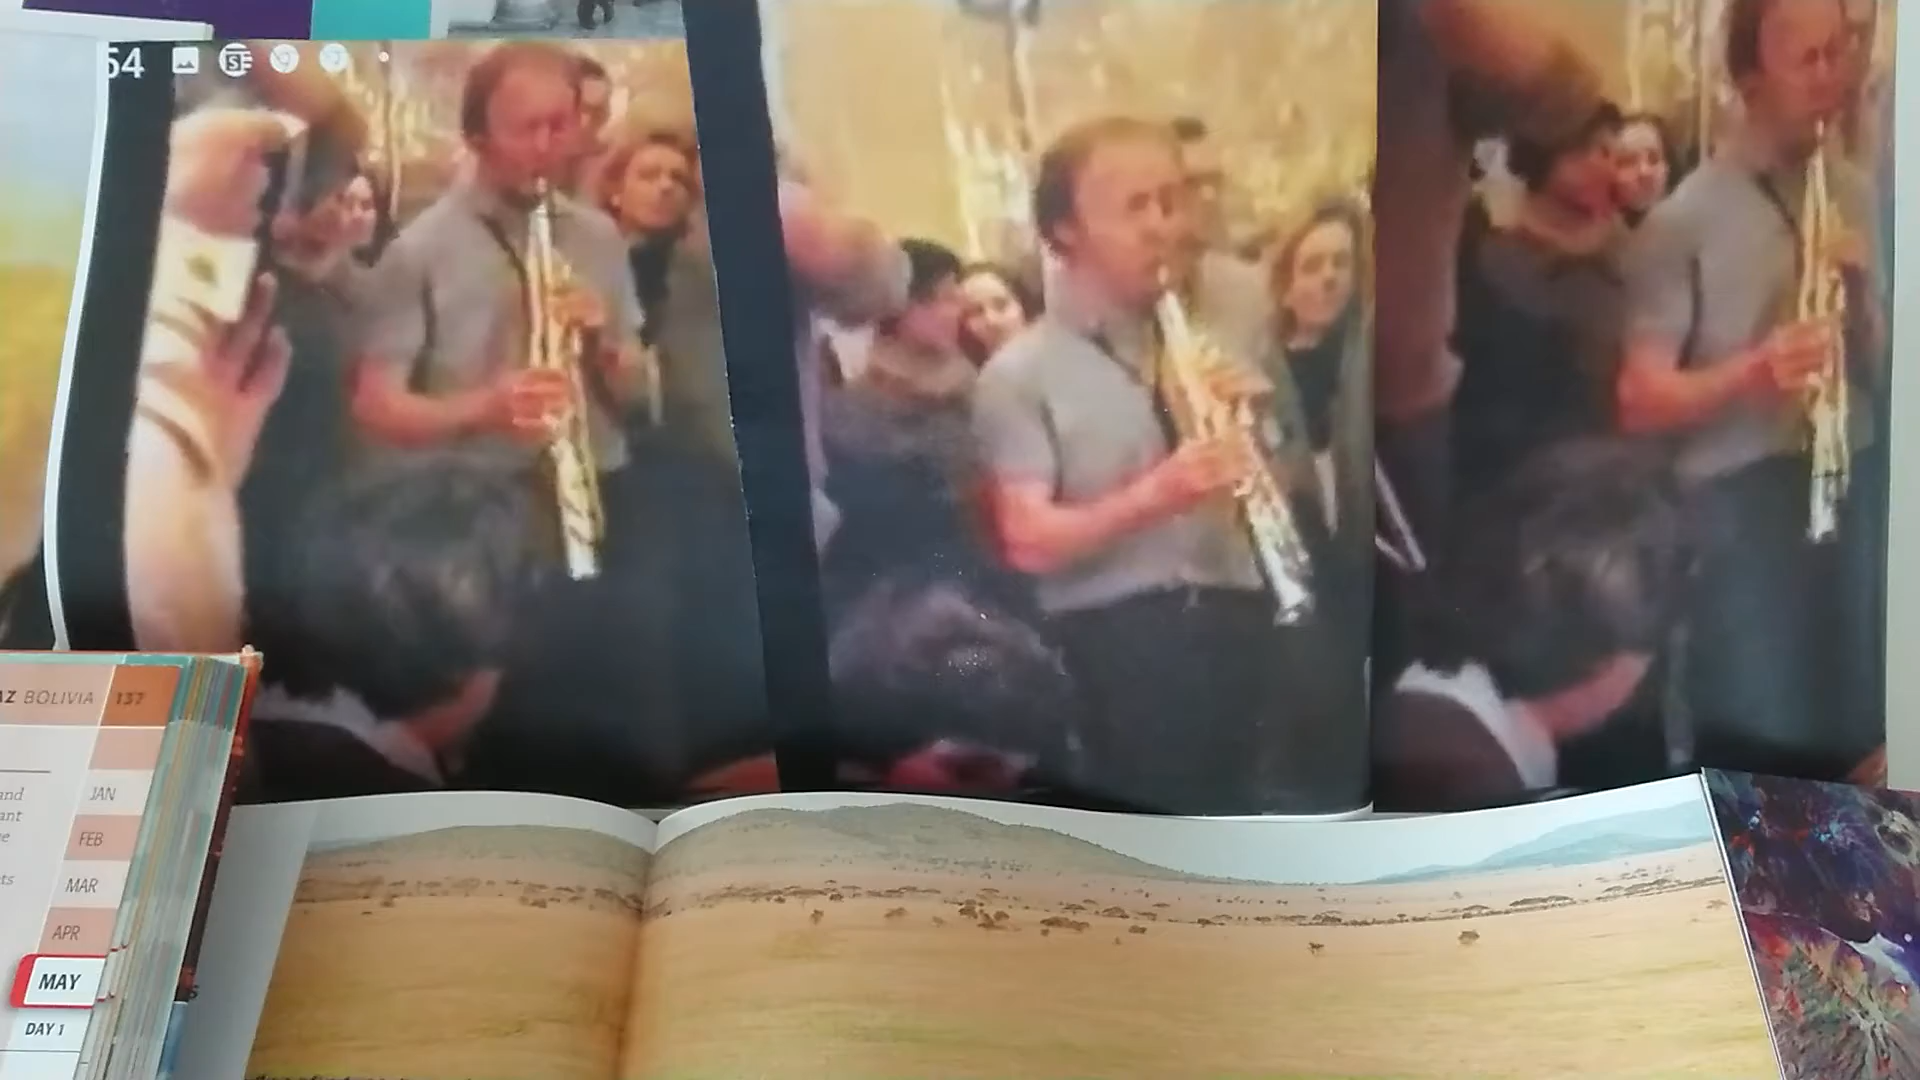 54
AZ BOLIVIA 137
and
JAN
ant
FEB
ts
MAR
APR
MAY
DAY 1